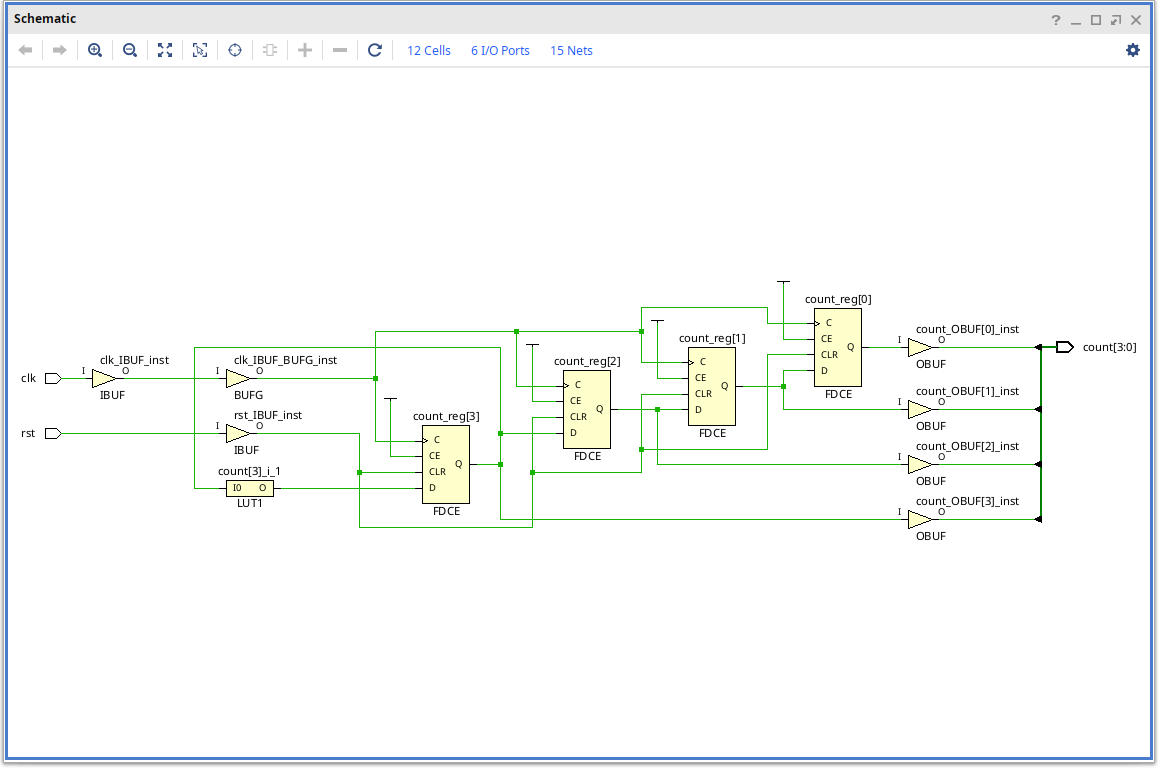 Schematic
?
12 Cells 6 I/O Ports 15 Nets
count_reg[0]
C
CE
CLR
D
Q
FDCE
count_reg[1]
C
CE
CLR
D
Q
FDCE
count_reg[2]
C
CE
CLR
D
Q
FDCE
count_reg[3]
C
CE
CLR
D
Q
FDCE
clk
clk_IBUF_inst
I O
IBUF
clk_IBUF_BUFG_inst
I O
BUFG
rst
rst_IBUF_inst
I O
IBUF
count[3]_i_1
I0 O
LUT1
count_OBUF[0]_inst
I O
OBUF
count[3:0]
count_OBUF[1]_inst
I O
OBUF
count_OBUF[2]_inst
I O
OBUF
count_OBUF[3]_inst
I O
OBUF